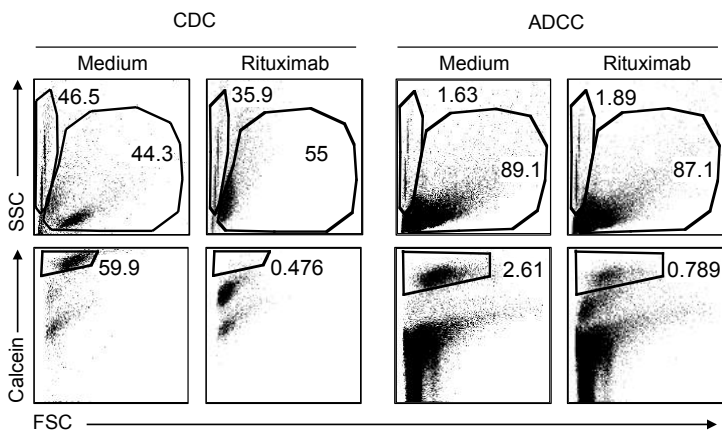 CDC ADCC
Medium Rituximab Medium Rituximab
46.5 35.9 1.63 1.89
44.3 55 89.1 87.1
SSC
59.9 0.476 2.61 0.789
Calcein
FSC